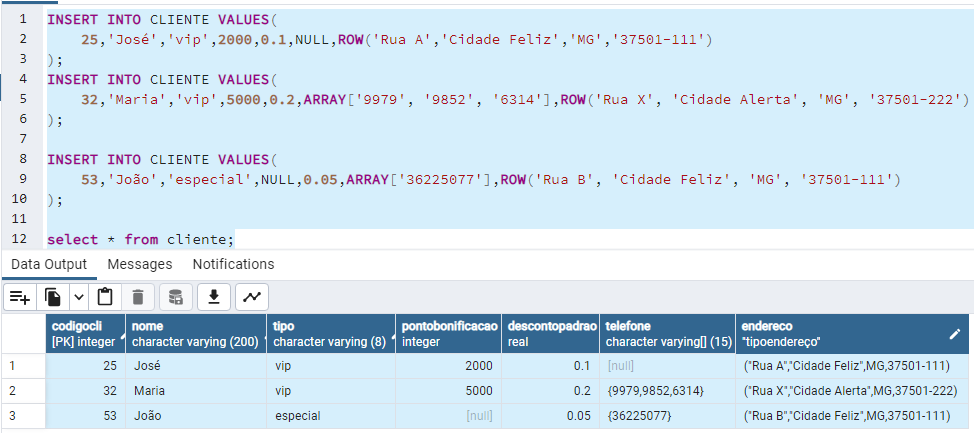 1 INSERT INTO CLIENTE VALUES(
2 25,'José','vip',2000,0.1,NULL,ROW('Rua A','Cidade Feliz','MG','37501-111')
3 );
4 INSERT INTO CLIENTE VALUES(
5 32,'Maria','vip',5000,0.2,ARRAY['9979', '9852', '6314'],ROW('Rua X', 'Cidade Alerta', 'MG', '37501-222')
6 );
7
8 INSERT INTO CLIENTE VALUES(
9 53,'João','especial',NULL,0.05,ARRAY['36225077'],ROW('Rua B', 'Cidade Feliz', 'MG', '37501-111')
10 );
11
12 select * from cliente;
Data Output Messages Notifications
codigocli nome tipo pontobonificacao descontopadrao telefone endereco
[PK] integer character varying (200) character varying (8) integer real character varying[] (15) "tipoendereço"
1 25 José vip 2000 0.1 [null] ("Rua A","Cidade Feliz",MG,37501-111)
2 32 Maria vip 5000 0.2 {9979,9852,6314} ("Rua X","Cidade Alerta",MG,37501-222)
3 53 João especial [null] 0.05 {36225077} ("Rua B","Cidade Feliz",MG,37501-111)